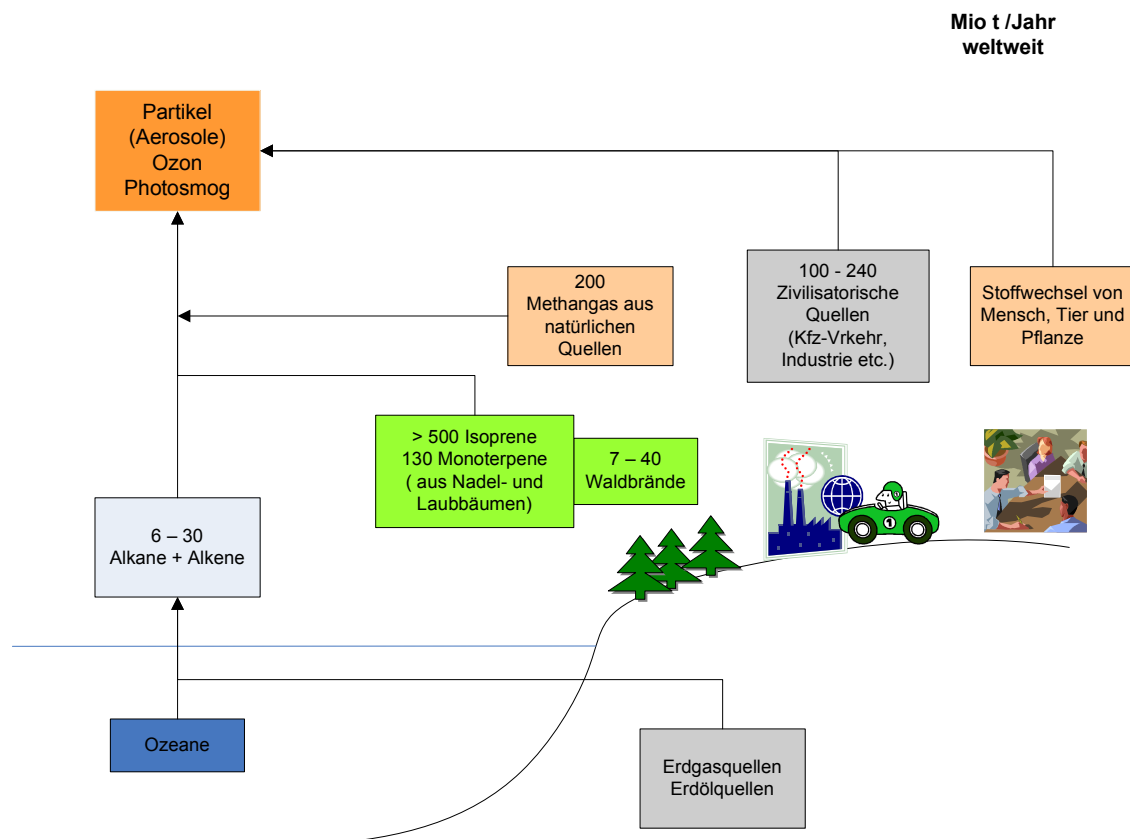 Mio t /Jahr
weltweit
Partikel
(Aerosole)
Ozon
Photosmog
200
Methangas aus
natürlichen
Quellen
100 - 240
Zivilisatorische
Quellen
(Kfz-Vrkehr,
Industrie etc.)
Stoffwechsel von
Mensch, Tier und
Pflanze
> 500 Isoprene
130 Monoterpene
( aus Nadel- und
Laubbäumen)
7 – 40
Waldbrände
6 – 30
Alkane + Alkene
1
Ozeane
Erdgasquellen
Erdölquellen